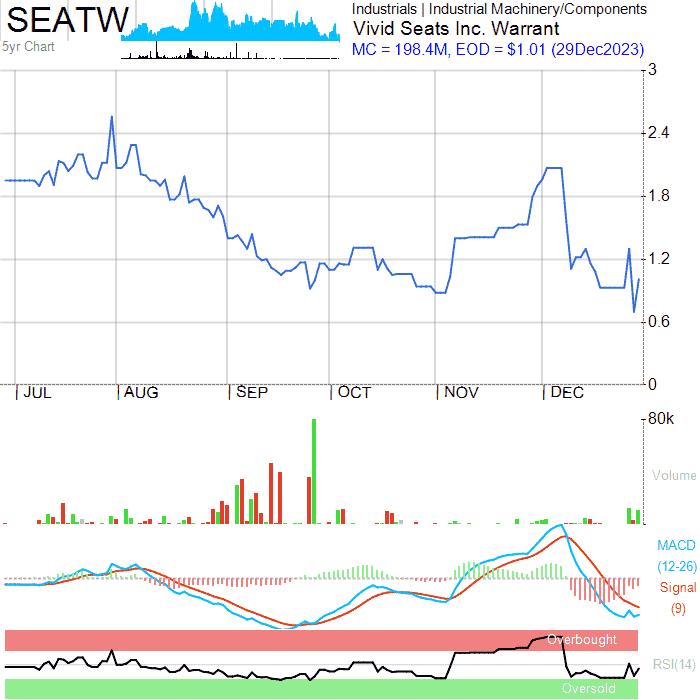 SEATW
5yr Chart
Industrials | Industrial Machinery/Components
Vivid Seats Inc. Warrant
MC = 198.4M, EOD = $1.01 (29Dec2023)
3
2.4
1.8
1.2
0.6
0
| JUL | AUG | SEP | OCT | NOV | DEC
80k
Volume
MACD
(12-26)
Signal
(9)
Overbought
RSI(14)
Oversold